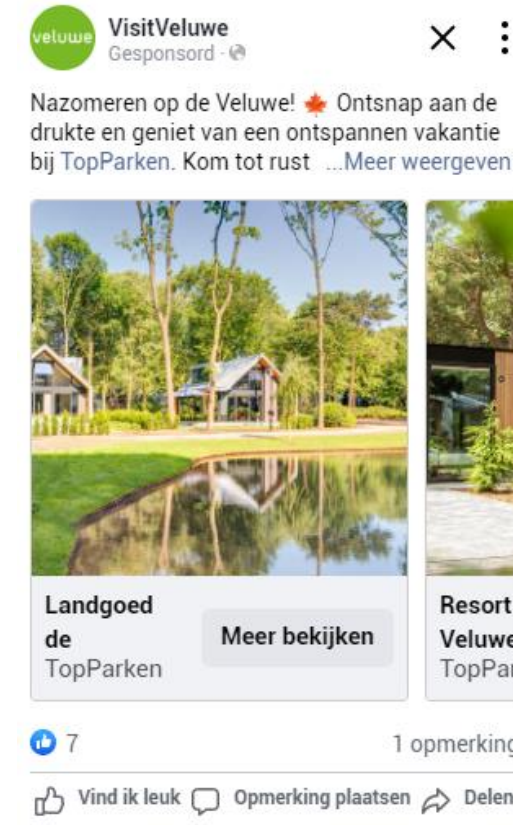 veluwe
VisitVeluwe
Gesponsord ·
Nazomeren op de Veluwe! 🍁 Ontsnap aan de
drukte en geniet van een ontspannen vakantie
bij TopParken. Kom tot rust ...Meer weergeven
Landgoed
de
TopParken
Meer bekijken
Resort
Veluwe
TopPar
7
1 opmerking
Vind ik leuk
Opmerking plaatsen
Delen